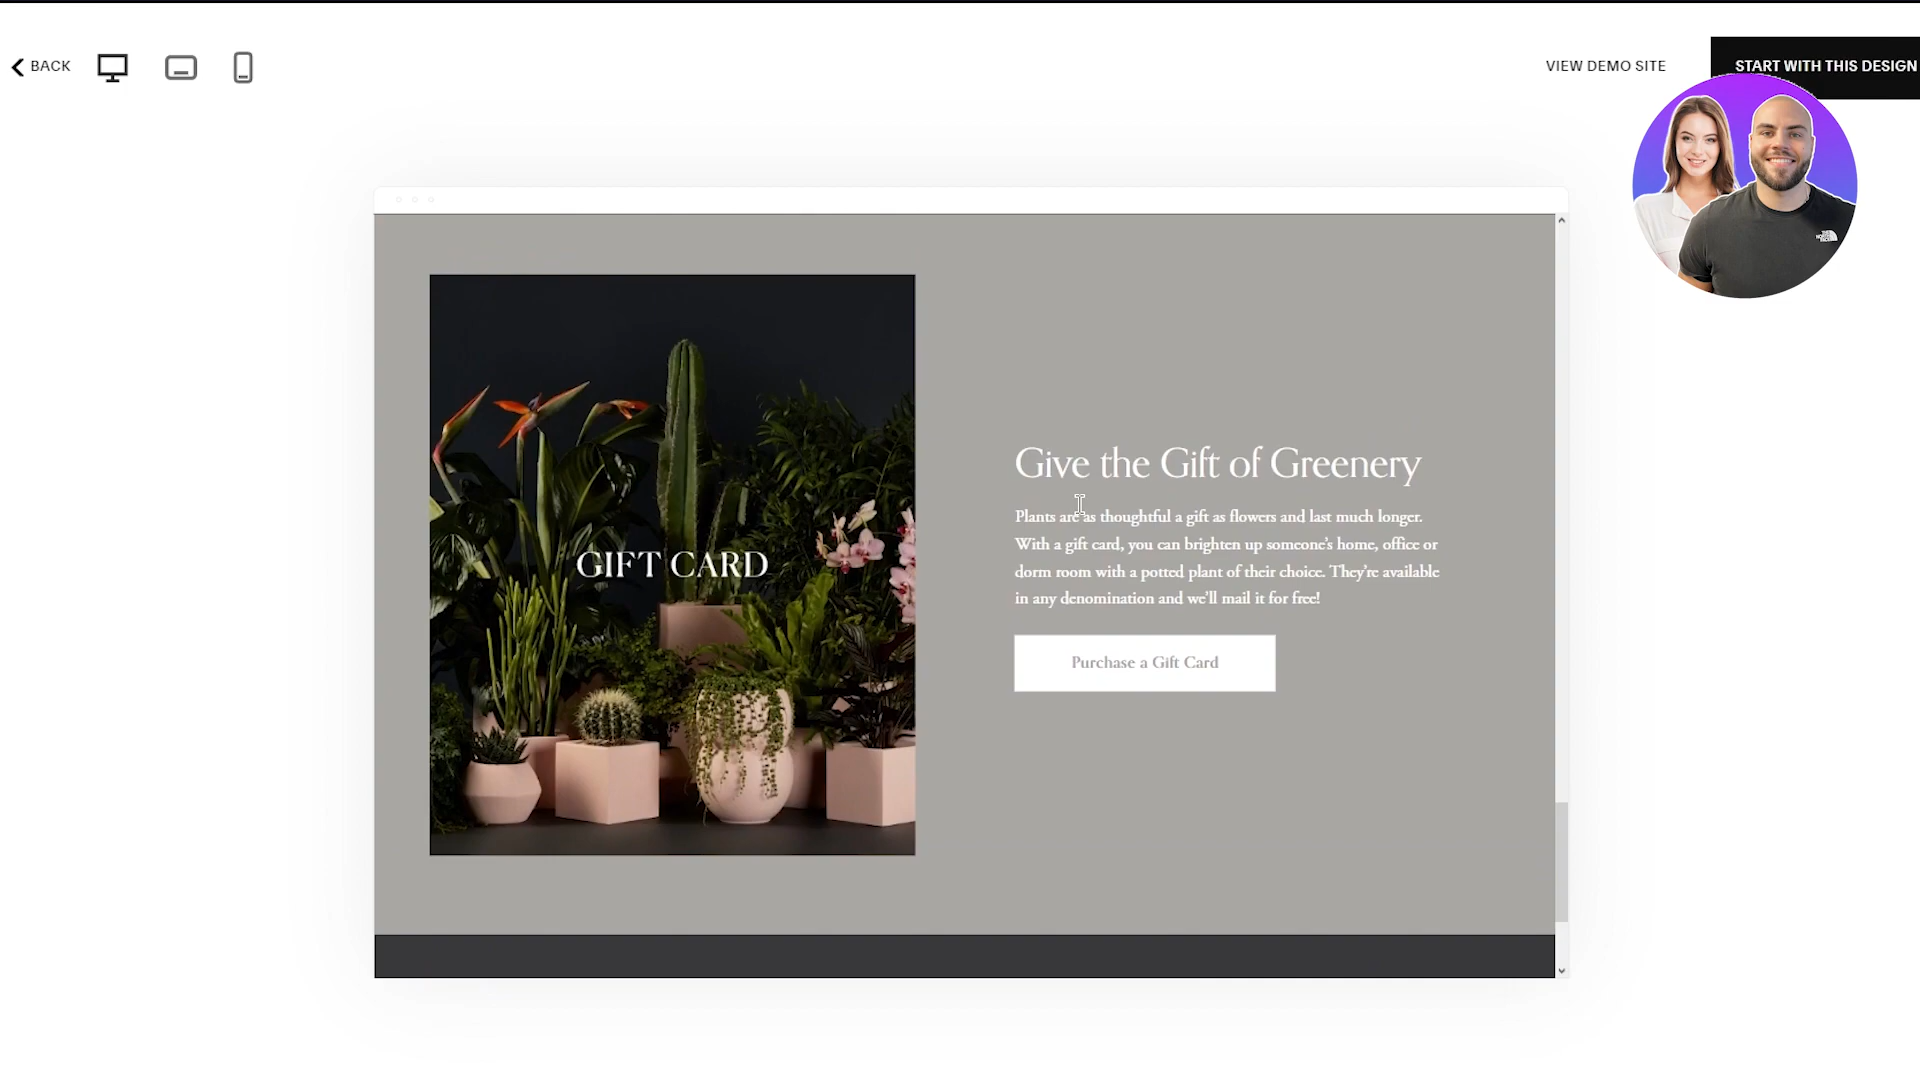 BACK
VIEW DEMO SITE
START WITH THIS DESIGN
GIFT CARD
Give the Gift of Greenery
Plants are as thoughtful a gift as flowers and last much longer.
With a gift card, you can brighten up someone's home, office or
dorm room with a potted plant of their choice. They're available
in any denomination and we'll mail it for free!
Purchase a Gift Card
THE
NORTH
FACE